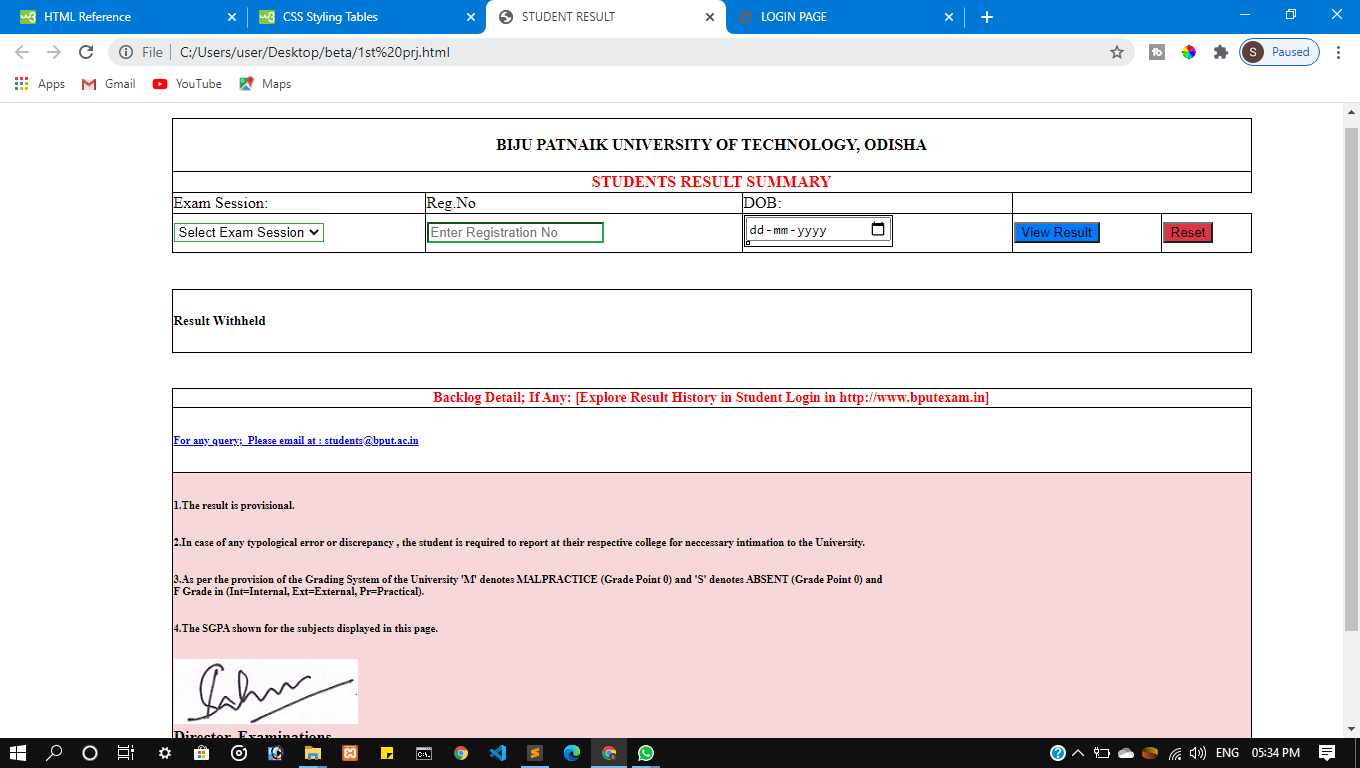 HTML Reference
CSS Styling Tables
STUDENT RESULT
LOGIN PAGE
File
C:/Users/user/Desktop/beta/1st%20prj.html
S Paused
Apps
Gmail
YouTube
Maps
BIJU PATNAIK UNIVERSITY OF TECHNOLOGY, ODISHA
STUDENTS RESULT SUMMARY
Exam Session: Reg.No DOB:
Select Exam Session Enter Registration No dd-mm-yyyy View Result Reset
Result Withheld
Backlog Detail; If Any: [Explore Result History in Student Login in http://www.bputexam.in]
For any query; Please email at : students@bput.ac.in
1.The result is provisional.
2.In case of any typological error or discrepancy , the student is required to report at their respective college for neccessary intimation to the University.
3.As per the provision of the Grading System of the University 'M' denotes MALPRACTICE (Grade Point 0) and 'S' denotes ABSENT (Grade Point 0) and
F Grade in (Int=Internal, Ext=External, Pr=Practical).
4.The SGPA shown for the subjects displayed in this page.
Director, Examinations
ENG 05:34 PM